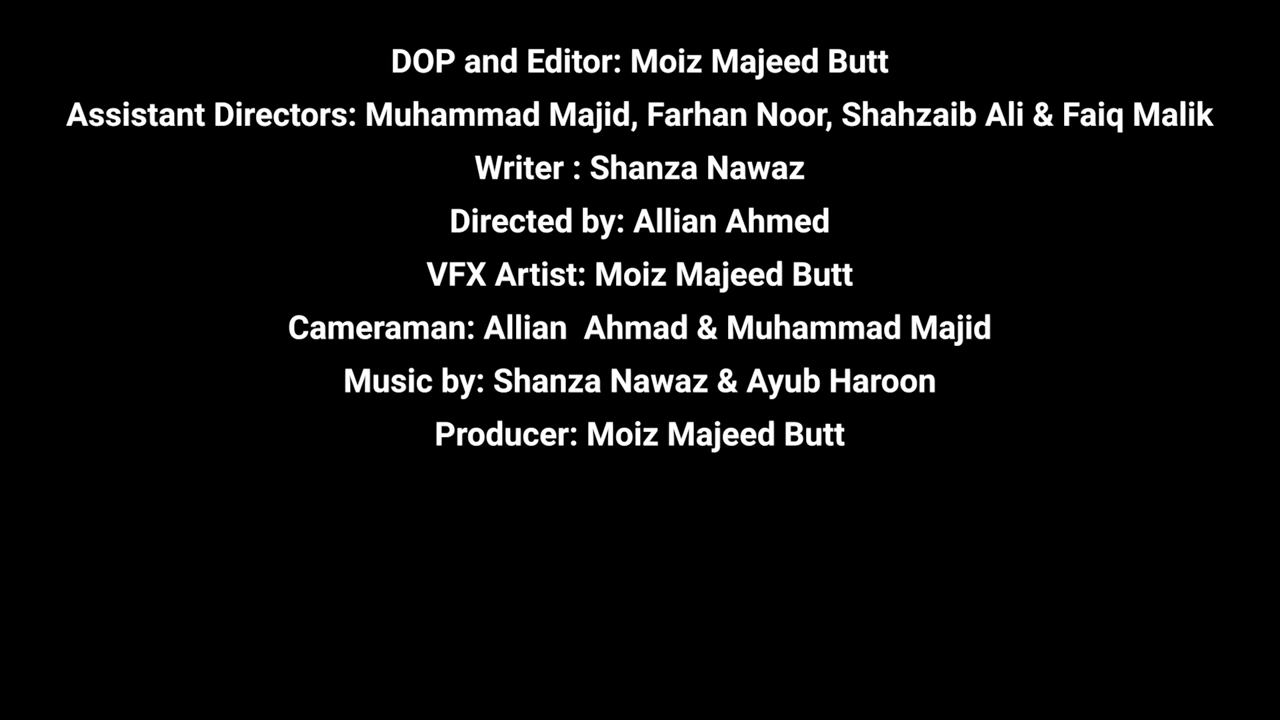 DOP and Editor: Moiz Majeed Butt
Assistant Directors: Muhammad Majid, Farhan Noor, Shahzaib Ali & Faiq Malik
Writer : Shanza Nawaz
Directed by: Allian Ahmed
VFX Artist: Moiz Majeed Butt
Cameraman: Allian  Ahmad & Muhammad Majid
Music by: Shanza Nawaz & Ayub Haroon
Producer: Moiz Majeed Butt